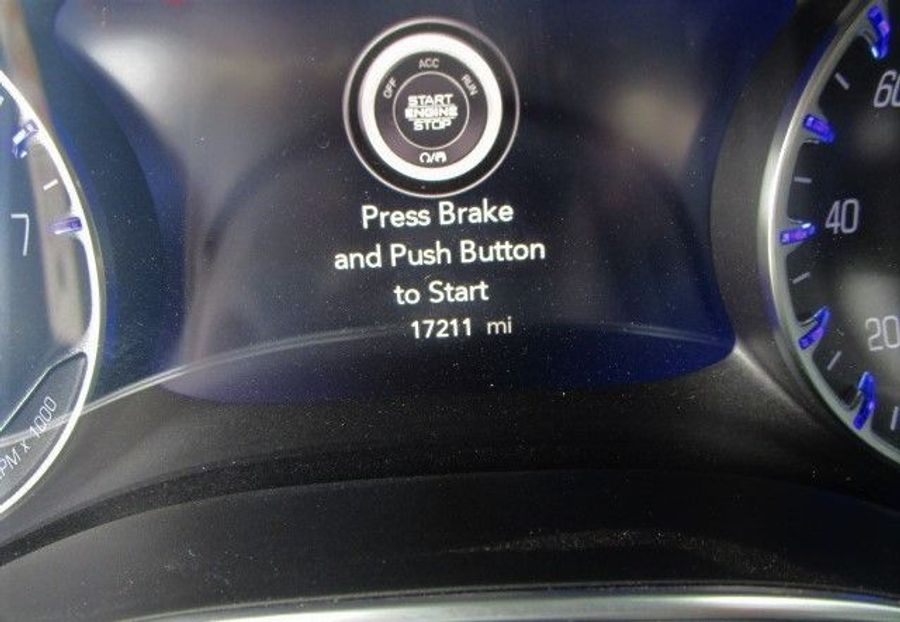 ACC
OFF
RUN
START
ENGINE
STOP
Press Brake
and Push Button
to Start
17211 mi
7
RPM x 1000
60
40
20